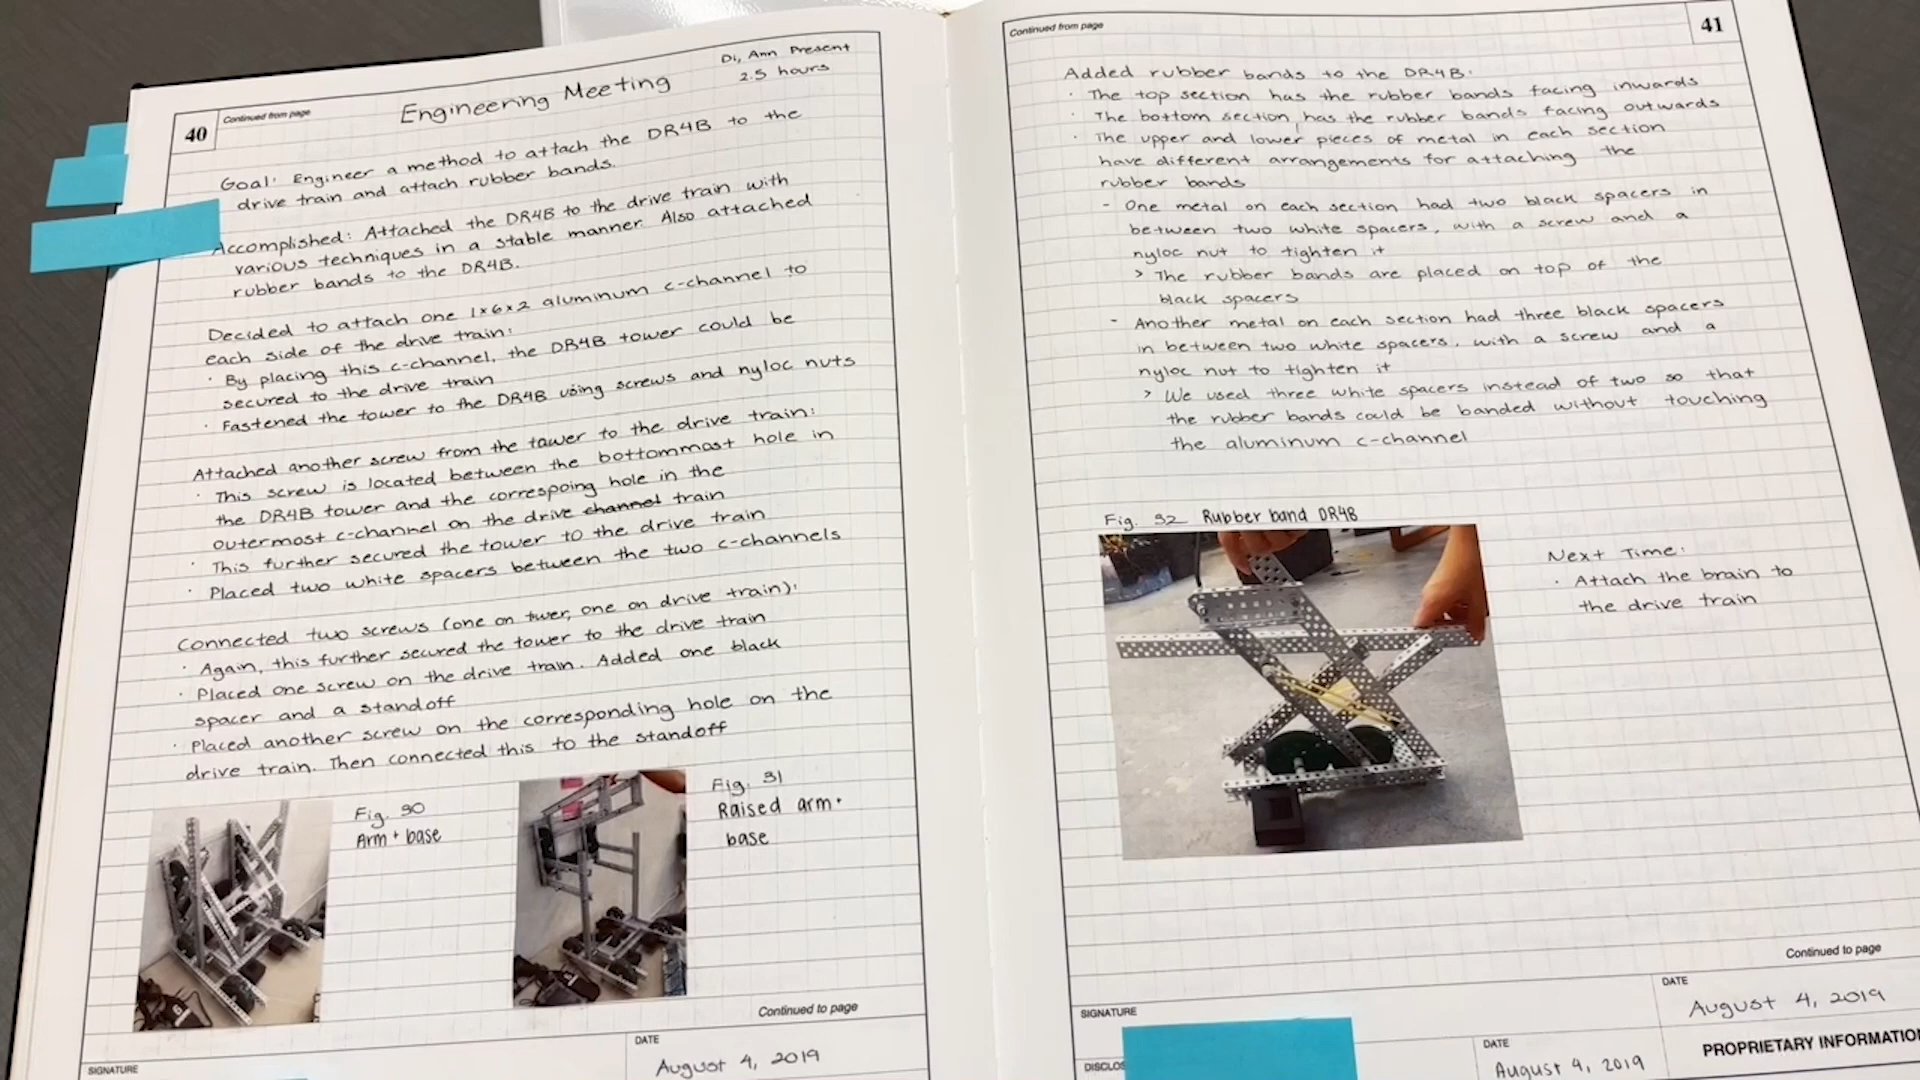 40
Continued from page
Engineering Meeting
Di, Ann Present
2.5 hours
Goal: Engineer a method to attach the DR4B to the
drive train and attach rubber bands.
Accomplished: Attached the DR4B to the drive train with
various techniques in a stable manner. Also attached
rubber bands to the DR4B.
Decided to attach one 1x6x2 aluminum c-channel to
each side of the drive train:
· By placing this c-channel, the DR4B tower could be
secured to the drive train
· Fastened the tower to the DR4B using screws and nyloc nuts
Attached another screw from the tower to the drive train:
· This screw is located between the bottommost hole in
the DR4B tower and the correspoing hole in the
outermost c-channel on the drive channel train
· This further secured the tower to the drive train
· Placed two white spacers between the two c-channels
Connected two screws (one on twer, one on drive train):
· Again, this further secured the tower to the drive train
· Placed one screw on the drive train. Added one black
spacer and a standoff
· Placed another screw on the corresponding hole on the
drive train. Then connected this to the standoff
Fig. 30
Arm + base
Fig. 31
Raised arm +
base
Continued to page
SIGNATURE
DATE
August 4, 2019
Continued from page
41
Added rubber bands to the DR4B:
· The top section has the rubber bands facing inwards
· The bottom section has the rubber bands facing outwards
· The upper and lower pieces of metal in each section
have different arrangements for attaching the
rubber bands
- One metal on each section had two black spacers in
between two white spacers, with a screw and a
nyloc nut to tighten it
> The rubber bands are placed on top of the
black spacers
- Another metal on each section had three black spacers
in between two white spacers, with a screw and a
nyloc nut to tighten it
> We used three white spacers instead of two so that
the rubber bands could be banded without touching
the aluminum c-channel
Fig. 32 Rubber band DR4B
Next Time:
· Attach the brain to
the drive train
Continued to page
SIGNATURE
DATE
August 4, 2019
DATE
August 4, 2019
PROPRIETARY INFORMATION